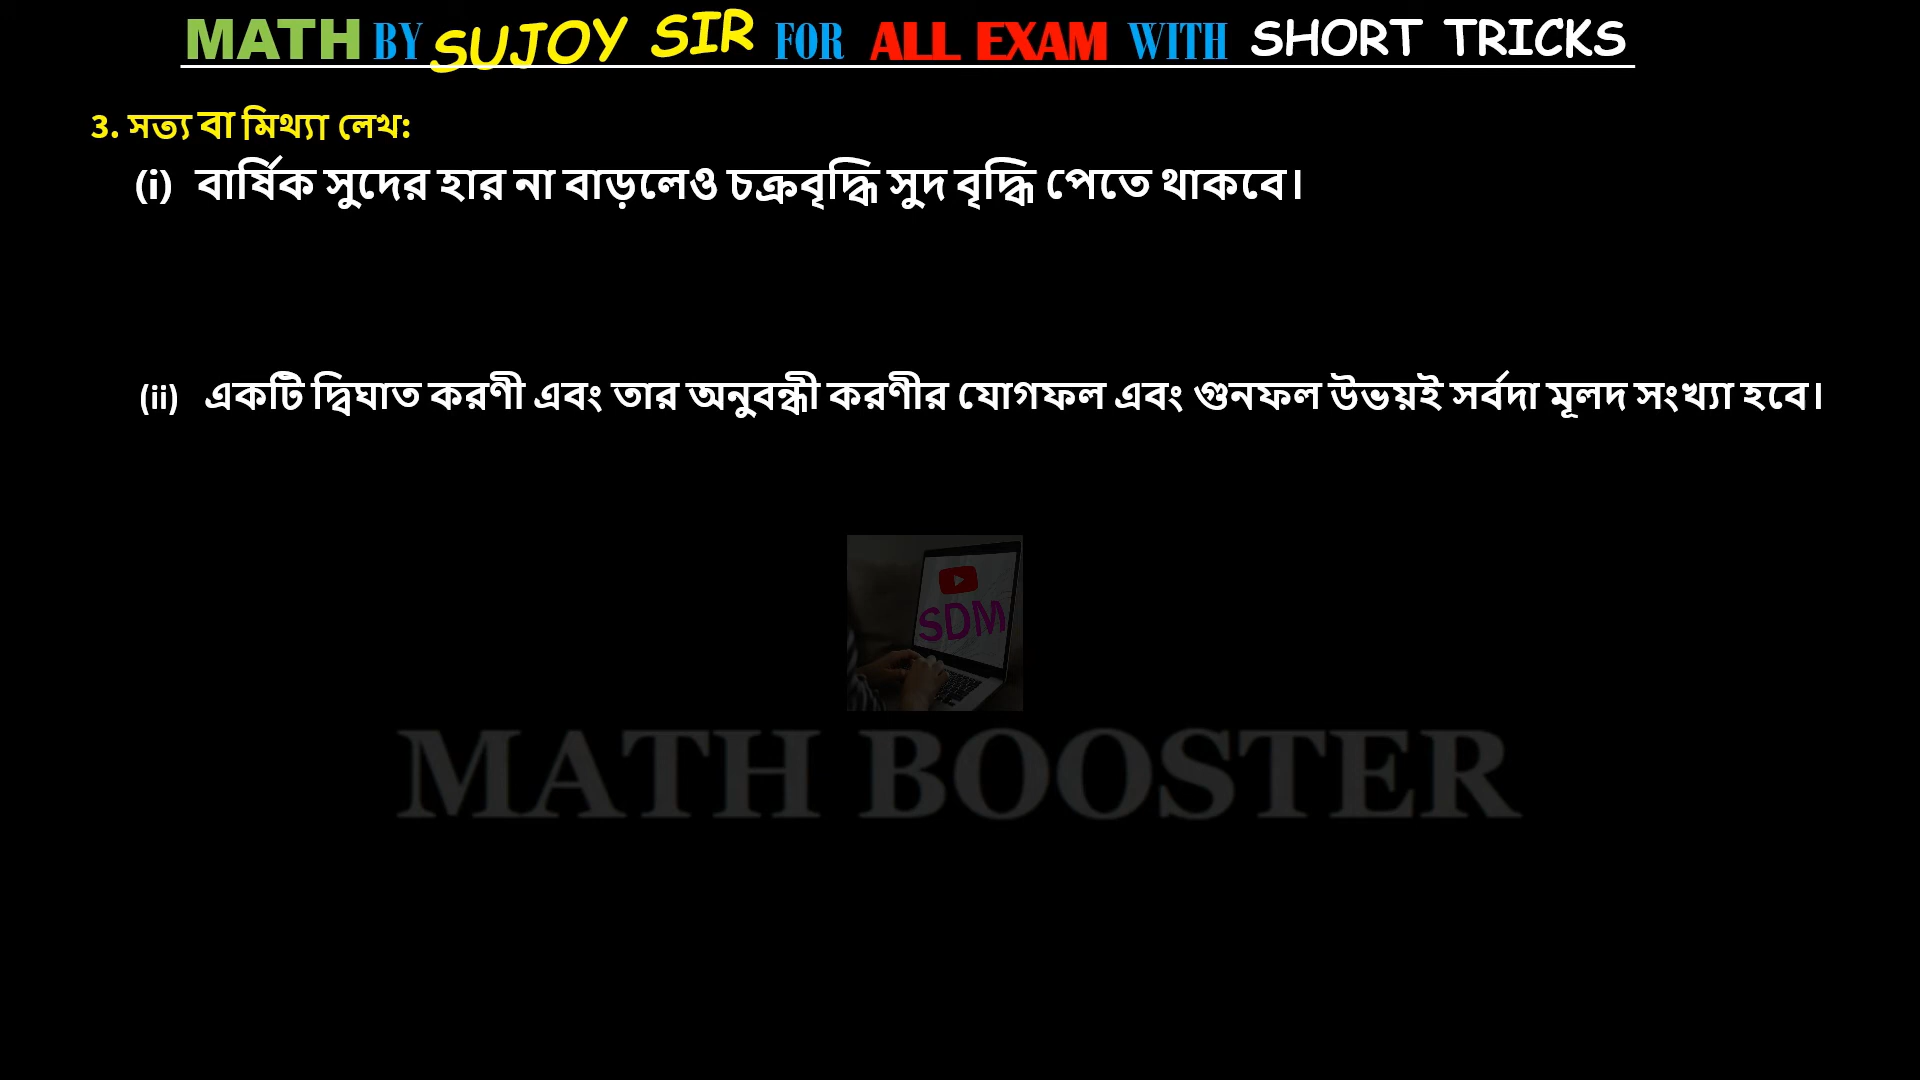 MATH BY SUJOY SIR FOR ALL EXAM WITH SHORT TRICKS
3. সত্য বা মিথ্যা লেখ:
(i) বার্ষিক সুদের হার না বাড়লেও চক্রবৃদ্ধি সুদ বৃদ্ধি পেতে থাকবে।
(ii) একটি দ্বিঘাত করণী এবং তার অনুবন্ধী করণীর যোগফল এবং গুনফল উভয়ই সর্বদা মূলদ সংখ্যা হবে।
SDM
MATH BOOSTER